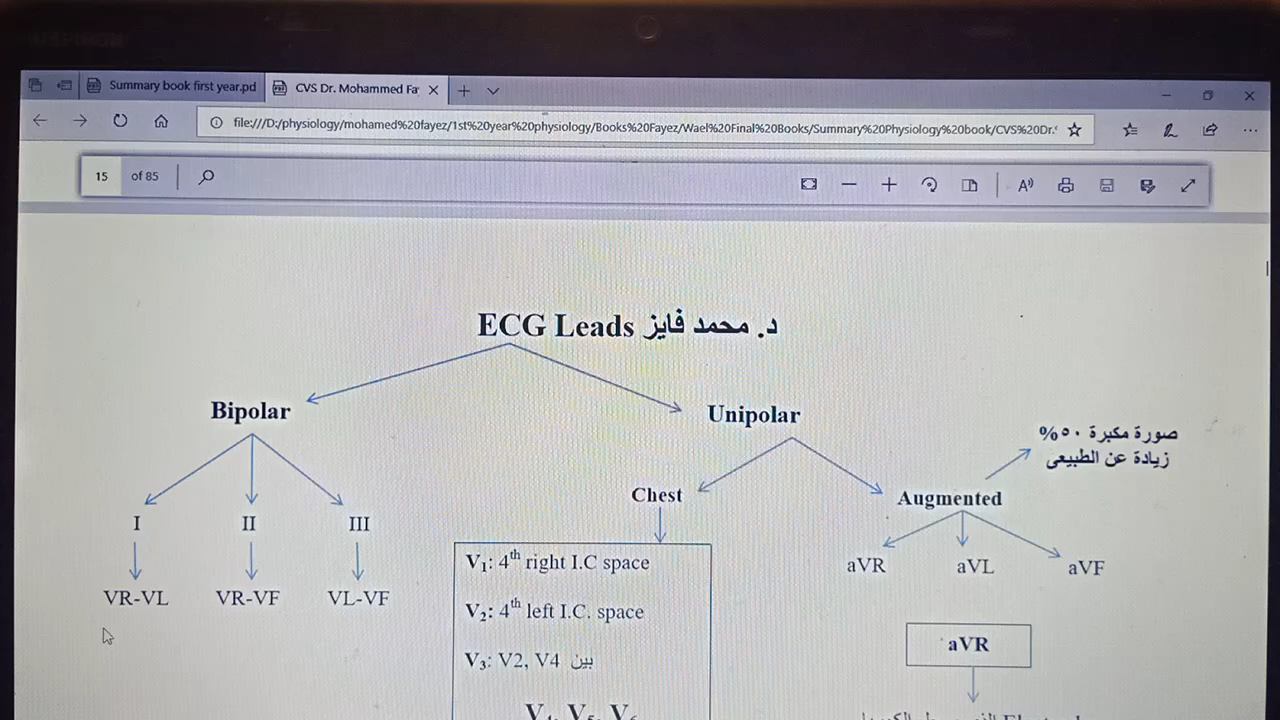 Summary book first year.pd
CVS Dr. Mohammed Fa
file:///D:/physiology/mohamed%20fayez/1st%20year%20physiology/Books%20Fayez/Wael%20Final%20Books/Summary%20Physiology%20book/CVS%20Dr.
15 of 85
ECG Leads د. محمد فايز
Bipolar
Unipolar
صورة مكبرة ٥٠%
زيادة عن الطبيعى
Chest
Augmented
I II III
aVR aVL aVF
VR-VL VR-VF VL-VF
V1: 4th right I.C space
V2: 4th left I.C. space
V3: V2, V4 بين
V4, V5, V6
aVR